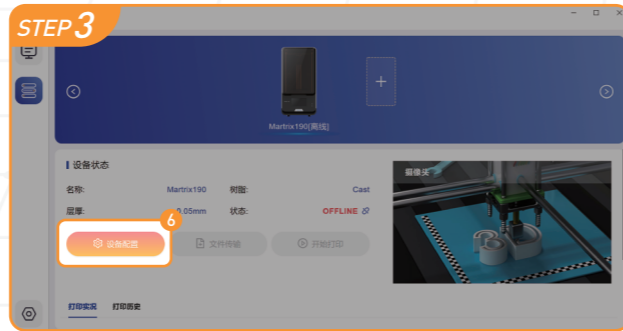 STEP 3
Martrix190[离线]
设备状态
摄像头
名称: Martrix190 树脂: Cast
层厚: 0.05mm 状态: OFFLINE
6
设备配置 文件传输 开始打印
打印实况 打印历史